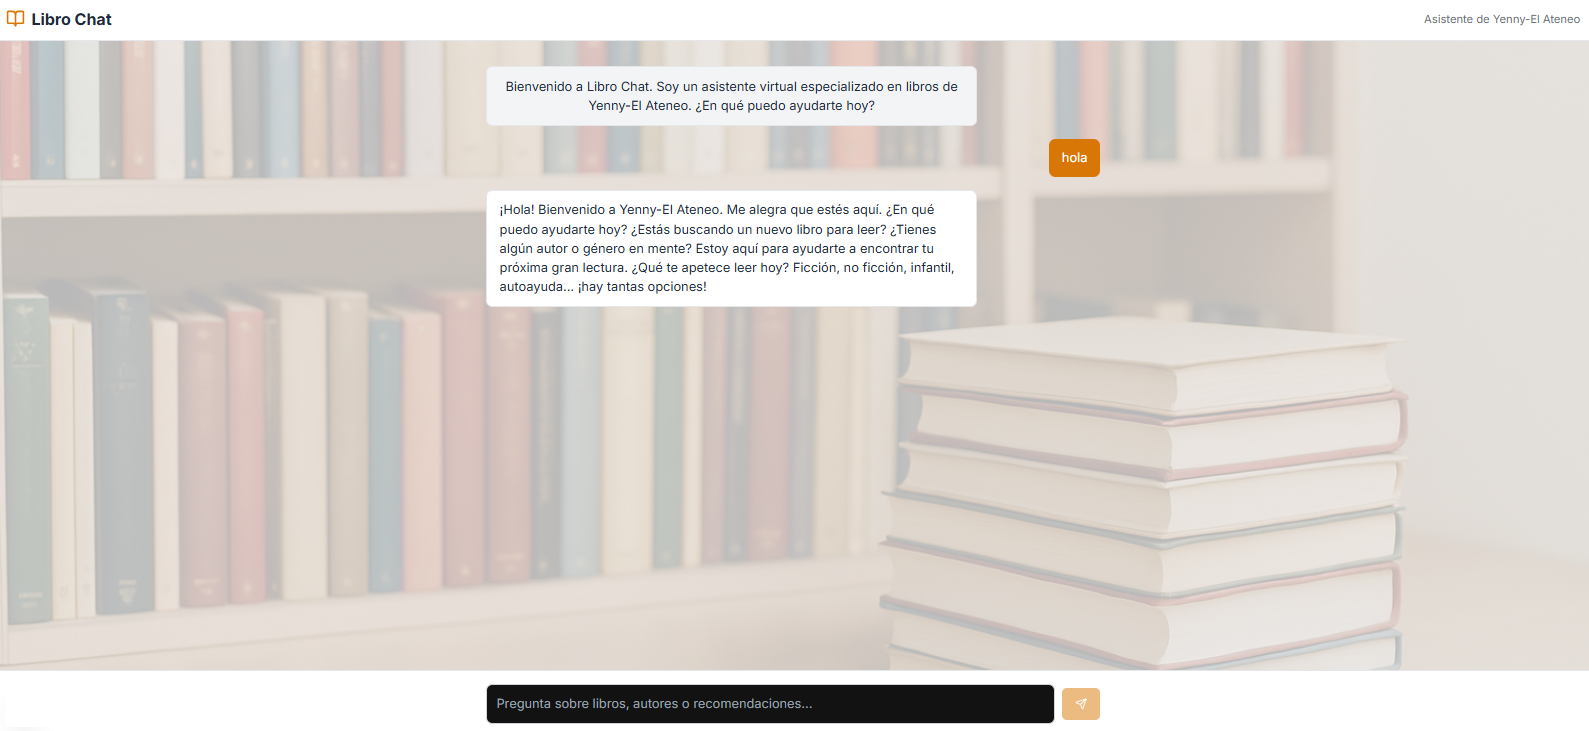 Libro Chat
Asistente de Yenny-El Ateneo
Bienvenido a Libro Chat. Soy un asistente virtual especializado en libros de
Yenny-El Ateneo. ¿En qué puedo ayudarte hoy?
hola
¡Hola! Bienvenido a Yenny-El Ateneo. Me alegra que estés aquí. ¿En qué
puedo ayudarte hoy? ¿Estás buscando un nuevo libro para leer? ¿Tienes
algún autor o género en mente? Estoy aquí para ayudarte a encontrar tu
próxima gran lectura. ¿Qué te apetece leer hoy? Ficción, no ficción, infantil,
autoayuda... ¡hay tantas opciones!
Pregunta sobre libros, autores o recomendaciones...